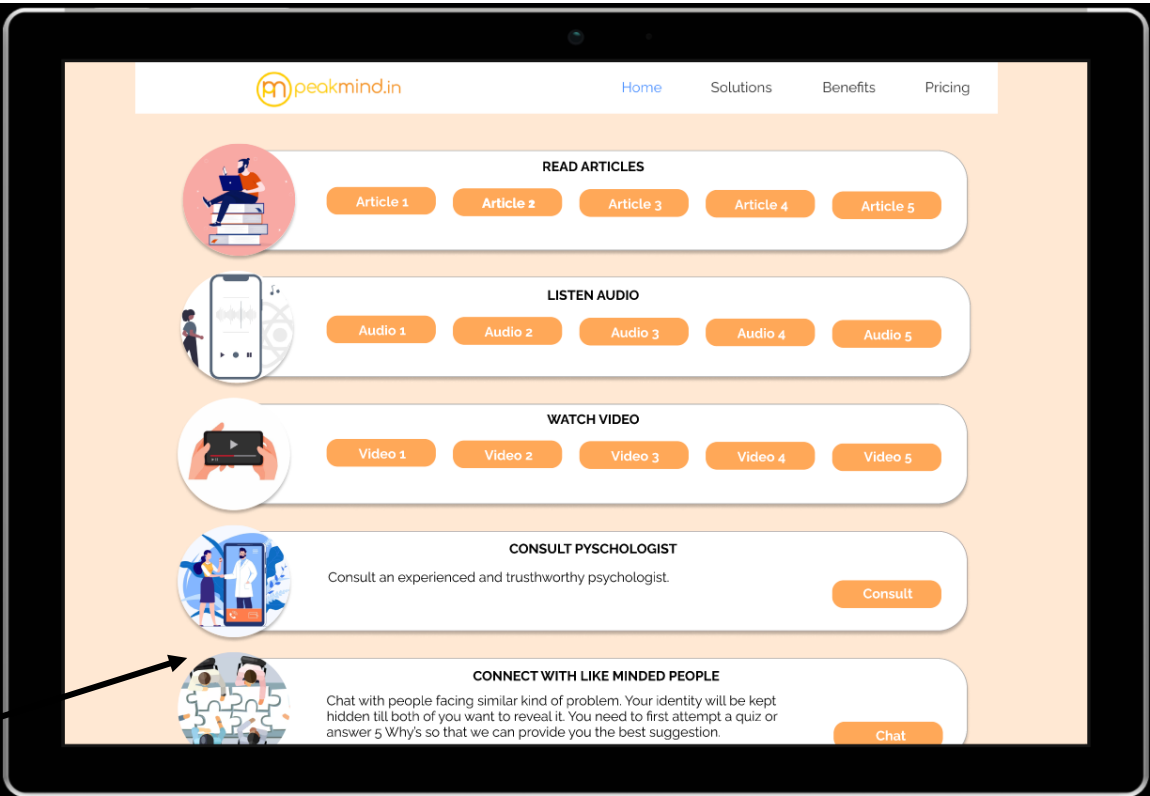 peakmind.in
Home Solutions Benefits Pricing
READ ARTICLES
Article 1 Article 2 Article 3 Article 4 Article 5
LISTEN AUDIO
Audio 1 Audio 2 Audio 3 Audio 4 Audio 5
WATCH VIDEO
Video 1 Video 2 Video 3 Video 4 Video 5
CONSULT PYSCHOLOGIST
Consult an experienced and trusthworthy psychologist.
Consult
CONNECT WITH LIKE MINDED PEOPLE
Chat with people facing similar kind of problem. Your identity will be kept
hidden till both of you want to reveal it. You need to first attempt a quiz or
answer 5 Why's so that we can provide you the best suggestion.
Chat